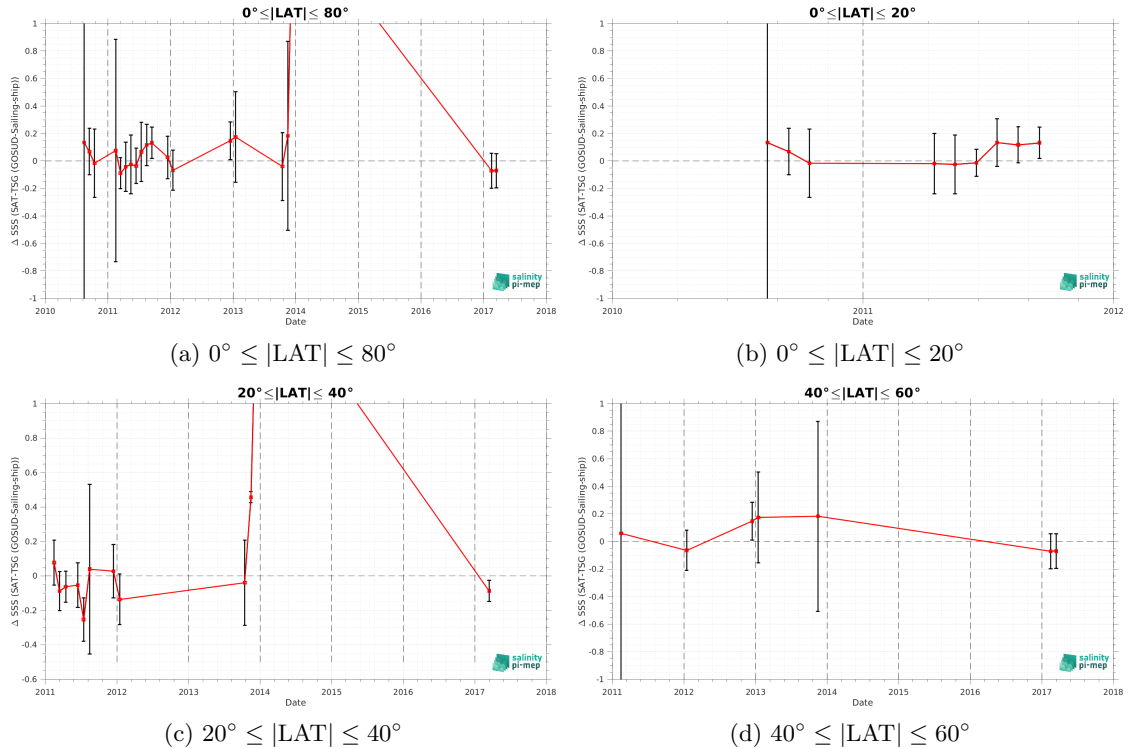 0°≤|LAT|≤ 80°
Δ SSS (SAT-TSG (GOSUD-Sailing-ship))
1
0.8
0.6
0.4
0.2
0
-0.2
-0.4
-0.6
-0.8
-1
2010 2011 2012 2013 2014 2015 2016 2017 2018
Date
salinity
pi-mep
(a) 0° ≤ |LAT| ≤ 80°
0°≤|LAT|≤ 20°
Δ SSS (SAT-TSG (GOSUD-Sailing-ship))
1
0.8
0.6
0.4
0.2
0
-0.2
-0.4
-0.6
-0.8
-1
2010 2011 2012
Date
salinity
pi-mep
(b) 0° ≤ |LAT| ≤ 20°
20°≤|LAT|≤ 40°
Δ SSS (SAT-TSG (GOSUD-Sailing-ship))
1
0.8
0.6
0.4
0.2
0
-0.2
-0.4
-0.6
2011 2012 2013 2014 2015 2016 2017 2018
Date
salinity
pi-mep
(c) 20° ≤ |LAT| ≤ 40°
40°≤|LAT|≤ 60°
Δ SSS (SAT-TSG (GOSUD-Sailing-ship))
1
0.8
0.6
0.4
0.2
0
-0.2
-0.4
-0.6
-0.8
-1
2011 2012 2013 2014 2015 2016 2017 2018
Date
salinity
pi-mep
(d) 40° ≤ |LAT| ≤ 60°